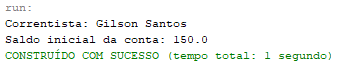 run:
Correntista: Gilson Santos
Saldo inicial da conta: 150.0
CONSTRUÍDO COM SUCESSO (tempo total: 1 segundo)